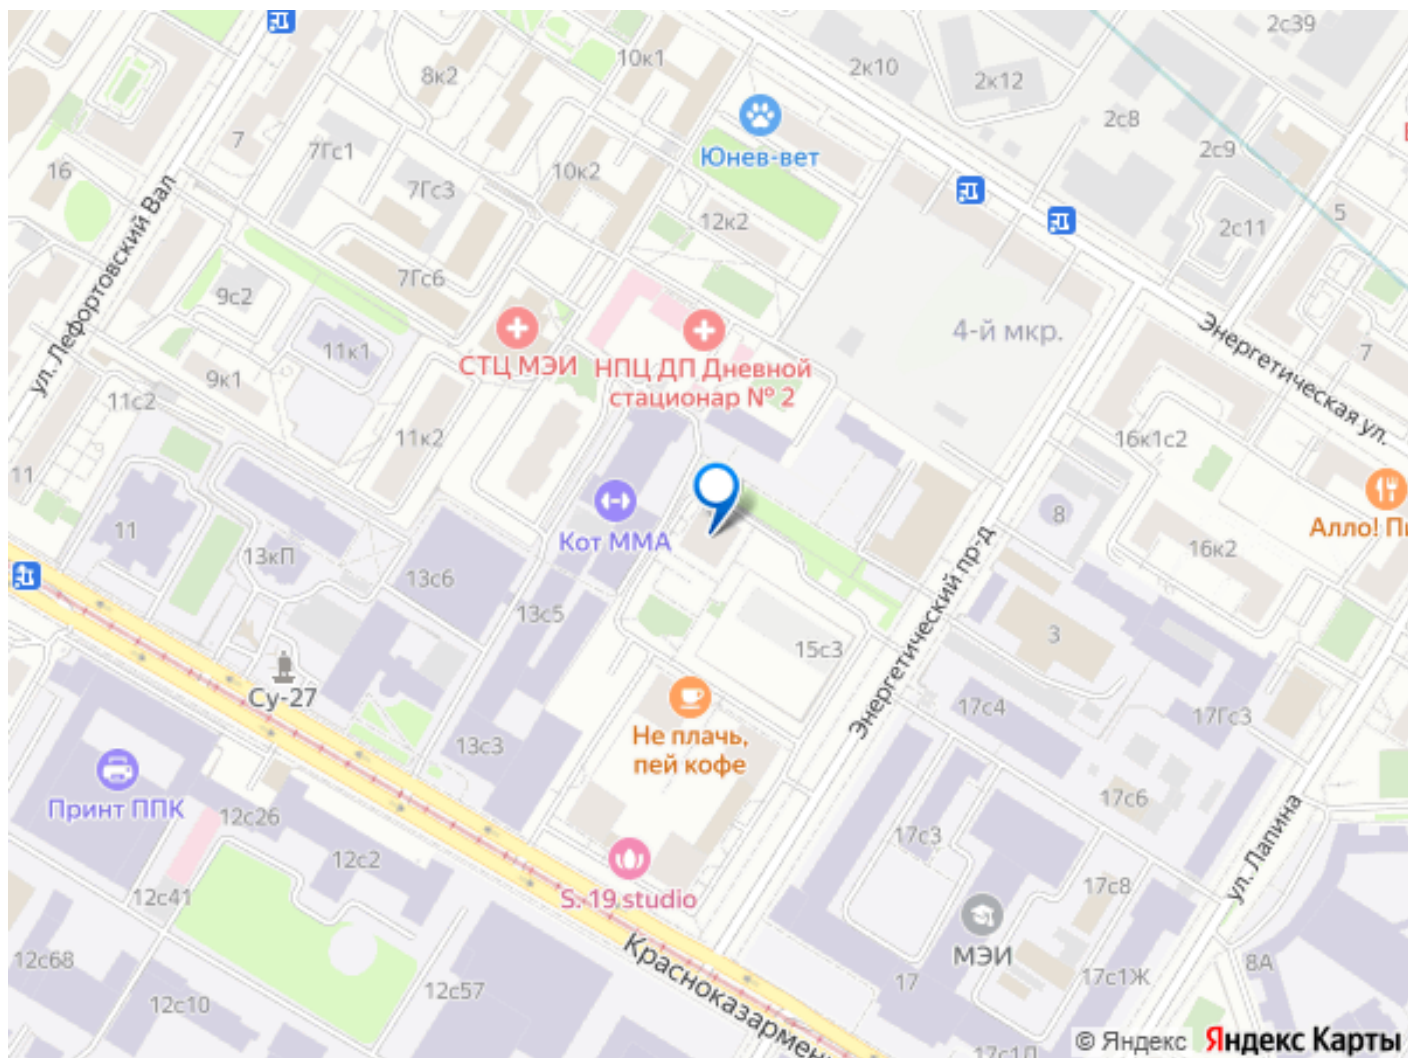 2с39
10к1
8к2
2к10
2к12
2с8
2с9
Юнев-вет
7
7Гс1
10к2
16
7Гс3
12к2
5
2с11
7Гс6
9с2
ул. Лефортовский Вал
4-й мкр.
Энергетическая ул.
7
11к1
СТЦ МЭИ
НПЦ ДП Дневной
стационар № 2
9к1
11с2
11к2
16к1с2
11
Кот ММА
8
Алло! Пи
11
16к2
13кП
13с6
13с5
Энергетический пр-д
3
15с3
Су-27
17с4
17Гс3
Не плачь,
пей кофе
13с3
Принт ППК
17с6
12с26
17с3
12с2
ул. Лапина
12с41
S.-19 studio
17с8
МЭИ
Красноказармен
12с68
8А
17
17с1Ж
12с57
12с10
17с1Л
© Яндекс Яндекс Карты